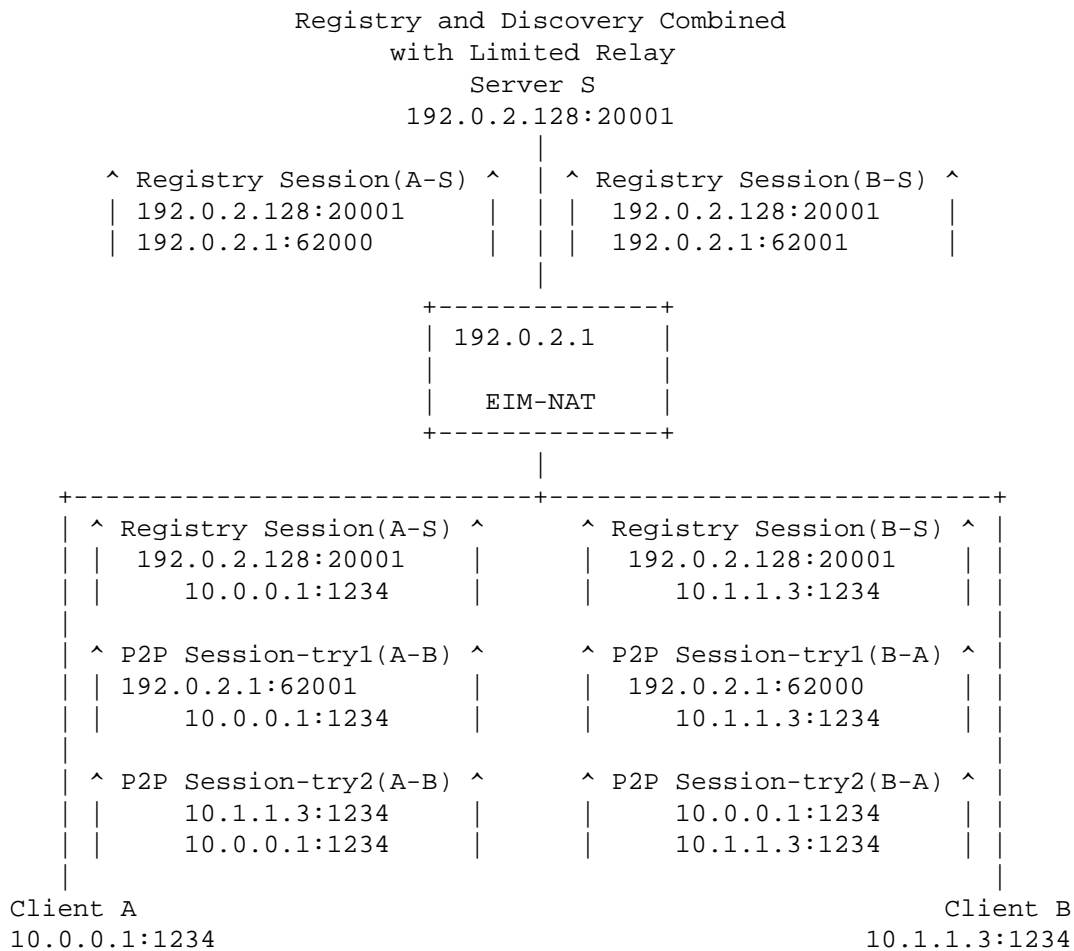 Registry and Discovery Combined
with Limited Relay
Server S
192.0.2.128:20001
|
^ Registry Session(A-S) ^ | ^ Registry Session(B-S) ^
| 192.0.2.128:20001 | | | 192.0.2.128:20001 |
| 192.0.2.1:62000 | | | 192.0.2.1:62001 |
|
+--------------+
| 192.0.2.1 |
| |
| EIM-NAT |
+--------------+
|
+-----------------------------+----------------------------+
| ^ Registry Session(A-S) ^ ^ Registry Session(B-S) ^ |
| | 192.0.2.128:20001 | | 192.0.2.128:20001 | |
| | 10.0.0.1:1234 | | 10.1.1.3:1234 | |
| |
| ^ P2P Session-try1(A-B) ^ ^ P2P Session-try1(B-A) ^ |
| | 192.0.2.1:62001 | | 192.0.2.1:62000 | |
| | 10.0.0.1:1234 | | 10.1.1.3:1234 | |
| |
| ^ P2P Session-try2(A-B) ^ ^ P2P Session-try2(B-A) ^ |
| | 10.1.1.3:1234 | | 10.0.0.1:1234 | |
| | 10.0.0.1:1234 | | 10.1.1.3:1234 | |
| |
Client A Client B
10.0.0.1:1234 10.1.1.3:1234